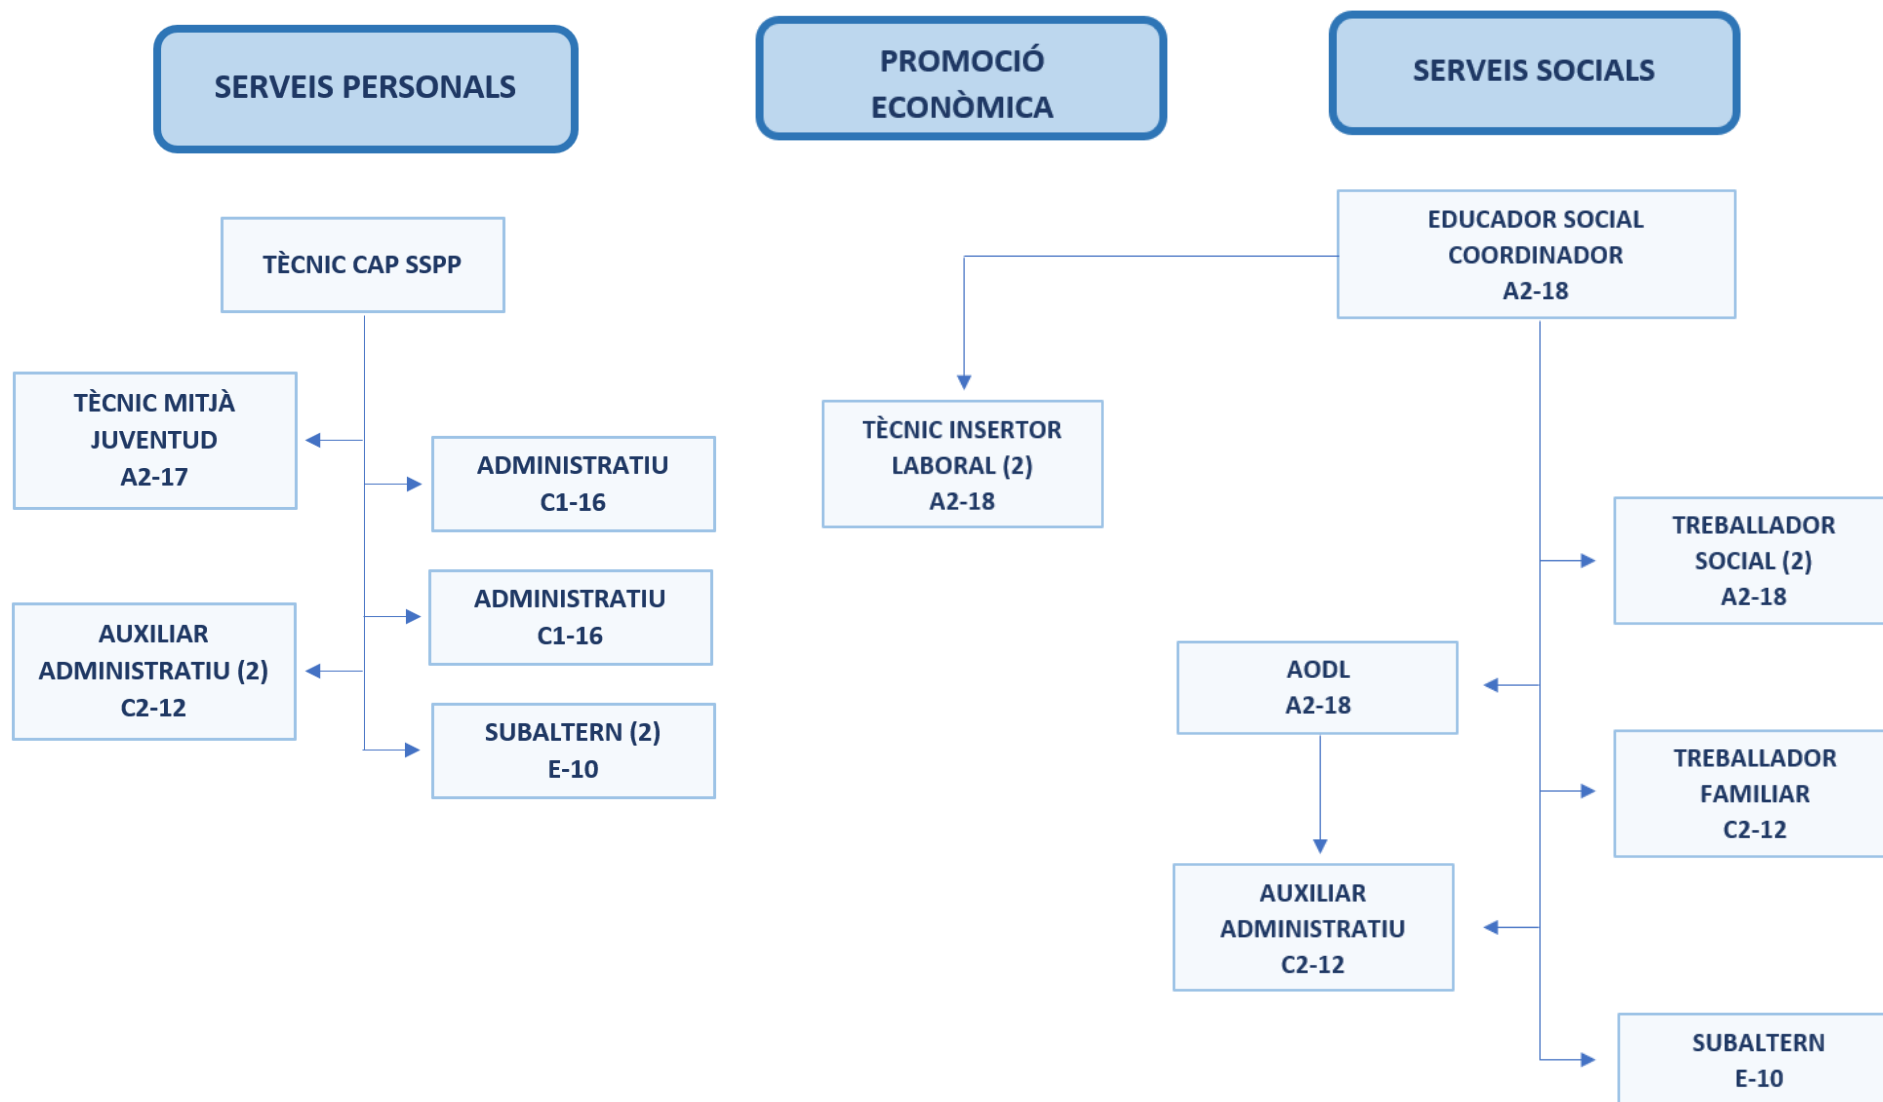 SERVEIS PERSONALS
PROMOCIÓ
ECONÒMICA
SERVEIS SOCIALS
TÈCNIC CAP SSPP
TÈCNIC MITJÀ
JUVENTUD
A2-17
ADMINISTRATIU
C1-16
ADMINISTRATIU
C1-16
AUXILIAR
ADMINISTRATIU (2)
C2-12
SUBALTERN (2)
E-10
EDUCADOR SOCIAL
COORDINADOR
A2-18
TÈCNIC INSERTOR
LABORAL (2)
A2-18
TREBALLADOR
SOCIAL (2)
A2-18
AODL
A2-18
TREBALLADOR
FAMILIAR
C2-12
AUXILIAR
ADMINISTRATIU
C2-12
SUBALTERN
E-10